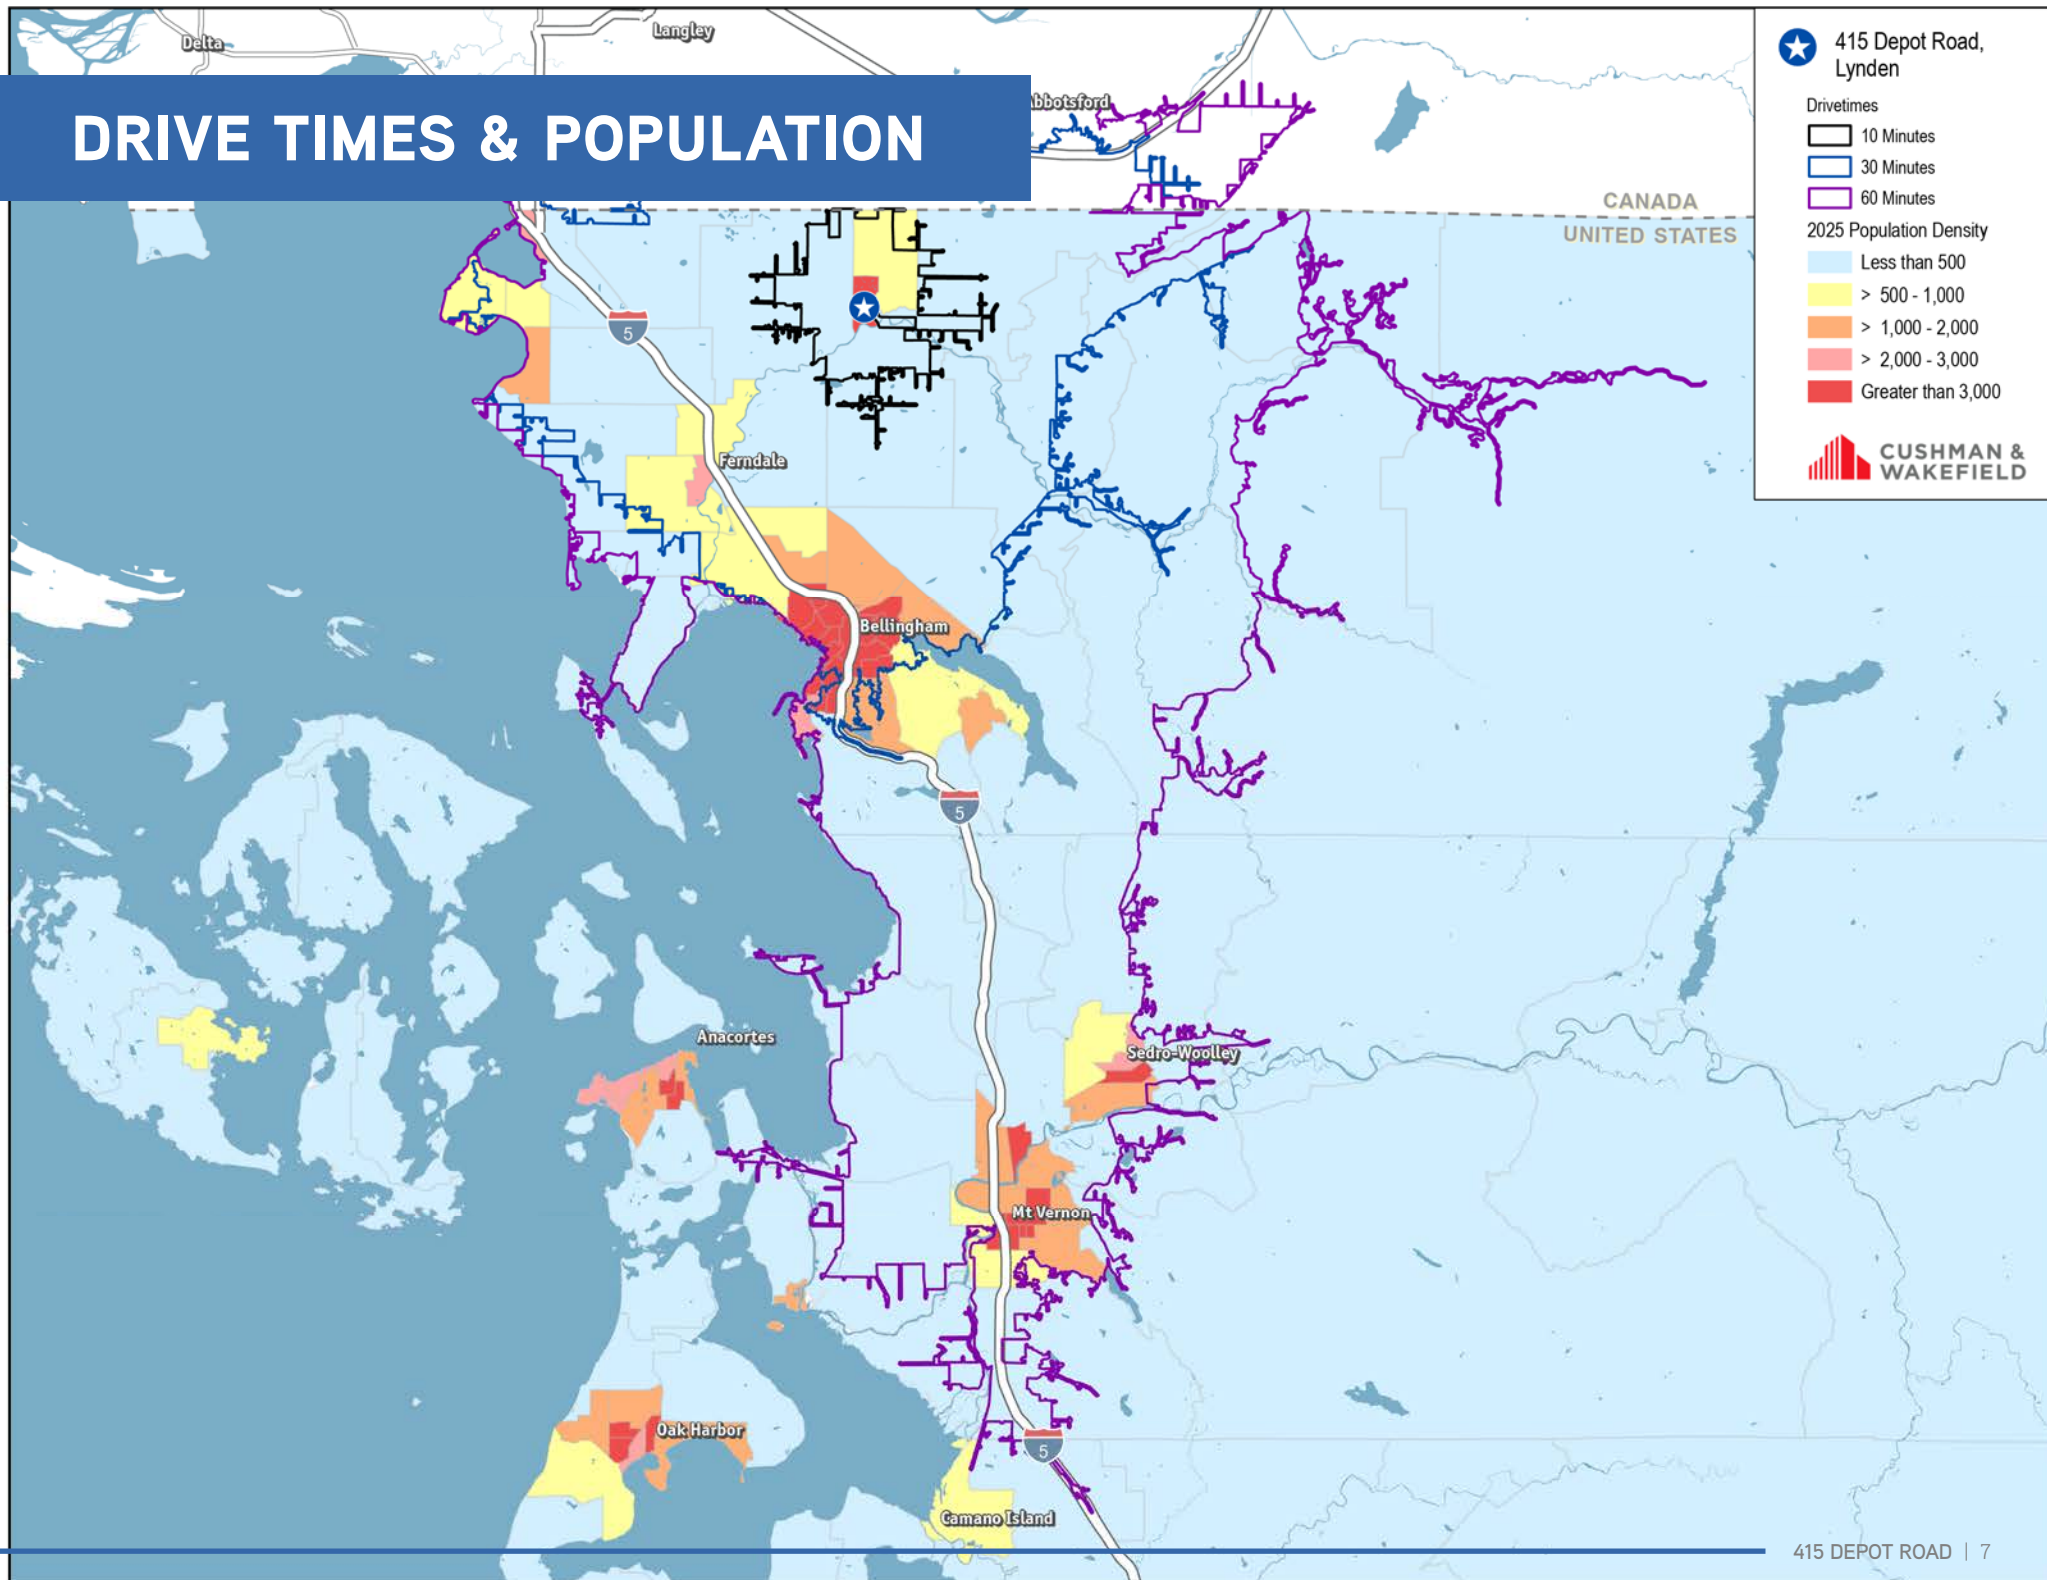 Delta
Langley
bbotsford
DRIVE TIMES & POPULATION
415 Depot Road,
Lynden
Drivetimes
10 Minutes
30 Minutes
60 Minutes
2025 Population Density
Less than 500
> 500 - 1,000
> 1,000 - 2,000
> 2,000 - 3,000
Greater than 3,000
CUSHMAN &
WAKEFIELD
CANADA
UNITED STATES
5
Ferndale
Bellingham
5
Anacortes
Sedro-Woolley
Mt Vernon
Oak Harbor
5
Camano Island
415 DEPOT ROAD | 7